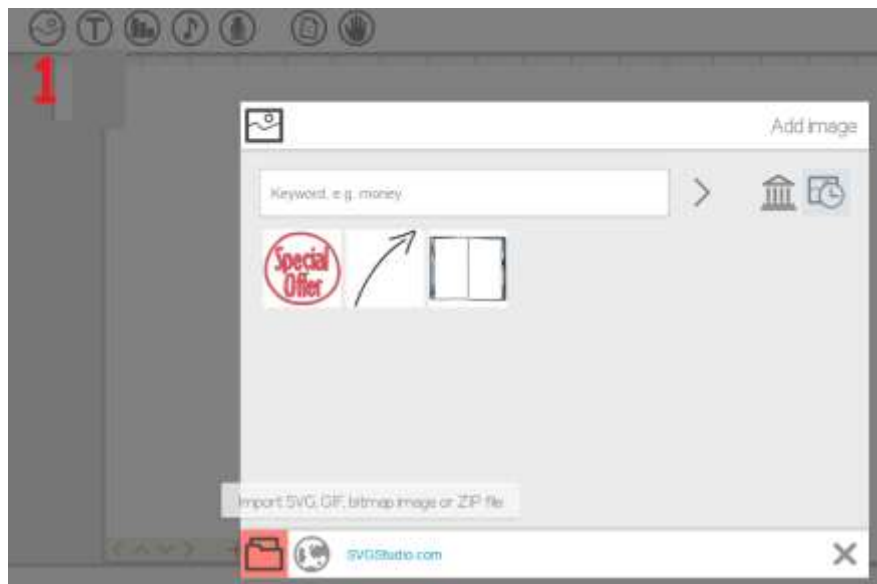 T
1
Add image
Keyword, e.g. money
Special
Offer
Import SVG, GIF, bitmap image or ZIP file
SVGStudio.com